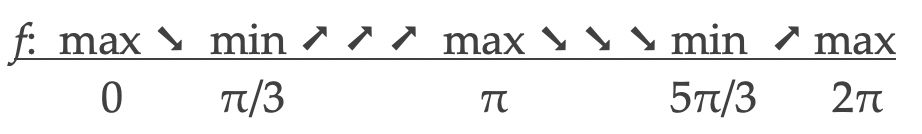 f: max ➘ min ➚ ➚ ➚ max ➘ ➘ ➘ min ➚ max
0 π/3 π 5π/3 2π